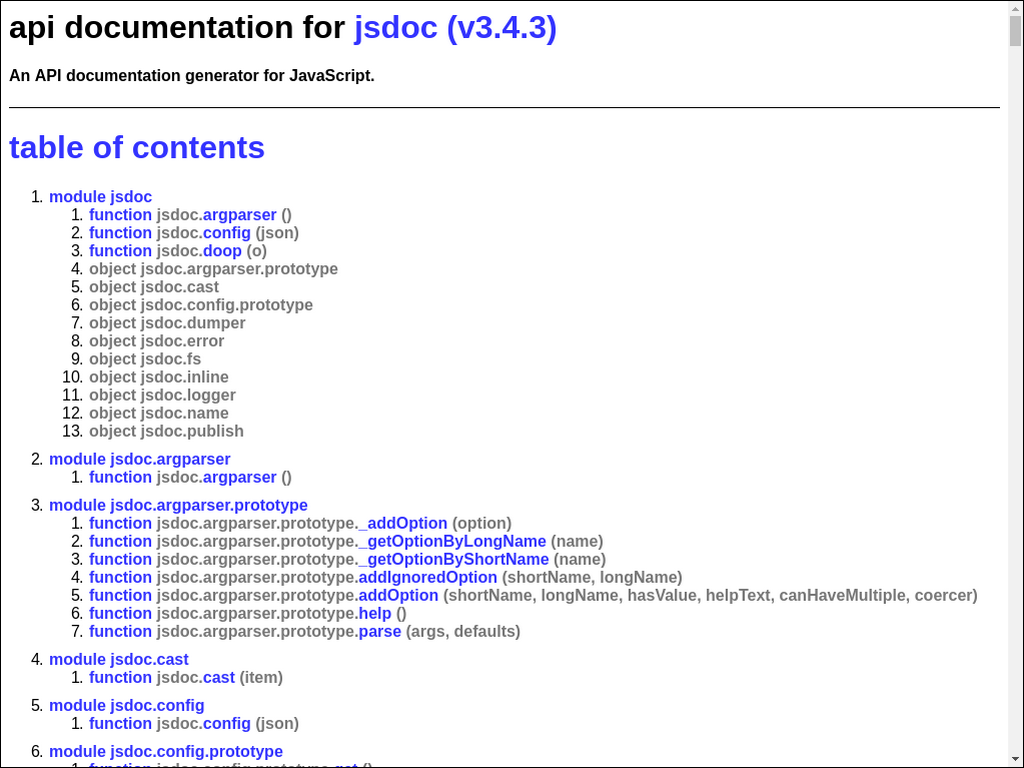 api documentation for jsdoc (v3.4.3)
An API documentation generator for JavaScript.
table of contents
1. module jsdoc
1. function jsdoc.argparser ()
2. function jsdoc.config (json)
3. function jsdoc.doop (o)
4. object jsdoc.argparser.prototype
5. object jsdoc.cast
6. object jsdoc.config.prototype
7. object jsdoc.dumper
8. object jsdoc.error
9. object jsdoc.fs
10. object jsdoc.inline
11. object jsdoc.logger
12. object jsdoc.name
13. object jsdoc.publish
2. module jsdoc.argparser
1. function jsdoc.argparser ()
3. module jsdoc.argparser.prototype
1. function jsdoc.argparser.prototype._addOption (option)
2. function jsdoc.argparser.prototype._getOptionByLongName (name)
3. function jsdoc.argparser.prototype._getOptionByShortName (name)
4. function jsdoc.argparser.prototype.addIgnoredOption (shortName, longName)
5. function jsdoc.argparser.prototype.addOption (shortName, longName, hasValue, helpText, canHaveMultiple, coercer)
6. function jsdoc.argparser.prototype.help ()
7. function jsdoc.argparser.prototype.parse (args, defaults)
4. module jsdoc.cast
1. function jsdoc.cast (item)
5. module jsdoc.config
1. function jsdoc.config (json)
6. module jsdoc.config.prototype
1. function jsdoc.config.prototype.get ()